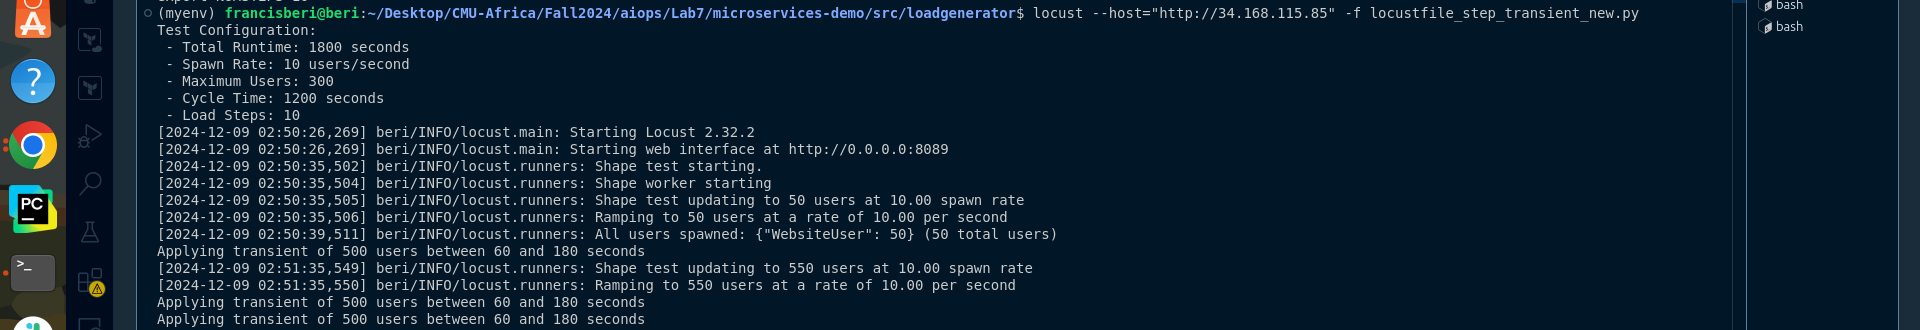 (myenv) francisberi@beri:~/Desktop/CMU-Africa/Fall2024/aiops/Lab7/microservices-demo/src/loadgenerator$ locust --host="http://34.168.115.85" -f locustfile_step_transient_new.py
Test Configuration:
- Total Runtime: 1800 seconds
- Spawn Rate: 10 users/second
- Maximum Users: 300
- Cycle Time: 1200 seconds
- Load Steps: 10
[2024-12-09 02:50:26,269] beri/INFO/locust.main: Starting Locust 2.32.2
[2024-12-09 02:50:26,269] beri/INFO/locust.main: Starting web interface at http://0.0.0.0:8089
[2024-12-09 02:50:35,502] beri/INFO/locust.runners: Shape test starting.
[2024-12-09 02:50:35,504] beri/INFO/locust.runners: Shape worker starting
[2024-12-09 02:50:35,505] beri/INFO/locust.runners: Shape test updating to 50 users at 10.00 spawn rate
[2024-12-09 02:50:35,506] beri/INFO/locust.runners: Ramping to 50 users at a rate of 10.00 per second
[2024-12-09 02:50:39,511] beri/INFO/locust.runners: All users spawned: {"WebsiteUser": 50} (50 total users)
Applying transient of 500 users between 60 and 180 seconds
[2024-12-09 02:51:35,549] beri/INFO/locust.runners: Shape test updating to 550 users at 10.00 spawn rate
[2024-12-09 02:51:35,550] beri/INFO/locust.runners: Ramping to 550 users at a rate of 10.00 per second
Applying transient of 500 users between 60 and 180 seconds
Applying transient of 500 users between 60 and 180 seconds
bash
bash
PC
>_
?